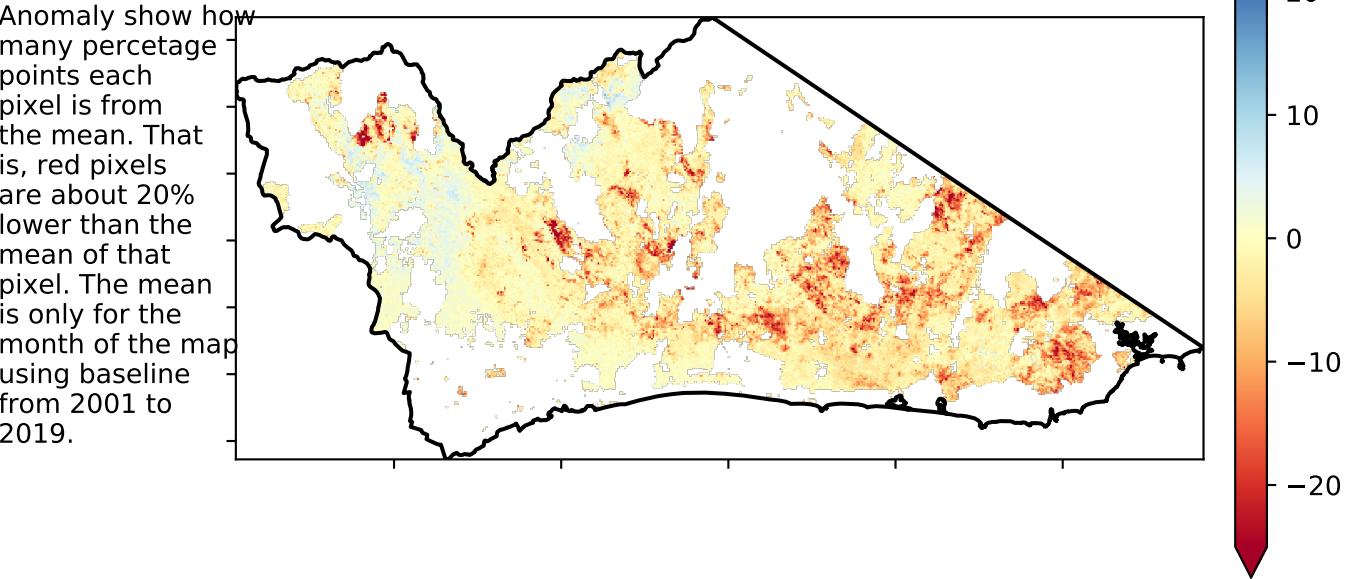 Anomaly show how
many percetage
points each
pixel is from
the mean. That
is, red pixels
are about 20%
lower than the
mean of that
pixel. The mean
is only for the
month of the map
using baseline
from 2001 to
2019.
10
0
−10
−20